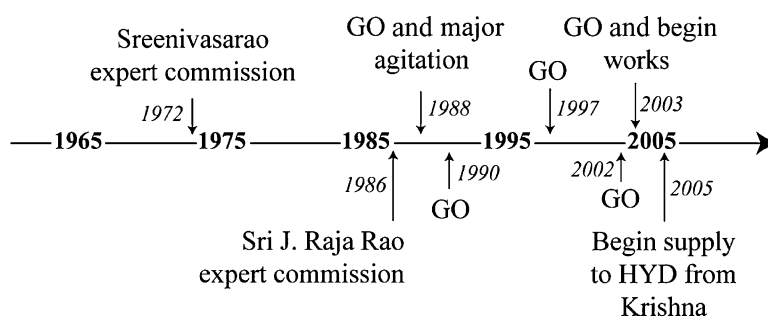 Sreenivasarao
expert commission
GO and major
agitation
GO and begin
works
GO
1972
1988
1997
2003
1965 1975 1985 1995 2005
1986
1990
2002
2005
GO
GO
Sri J. Raja Rao
expert commission
Begin supply
to HYD from
Krishna